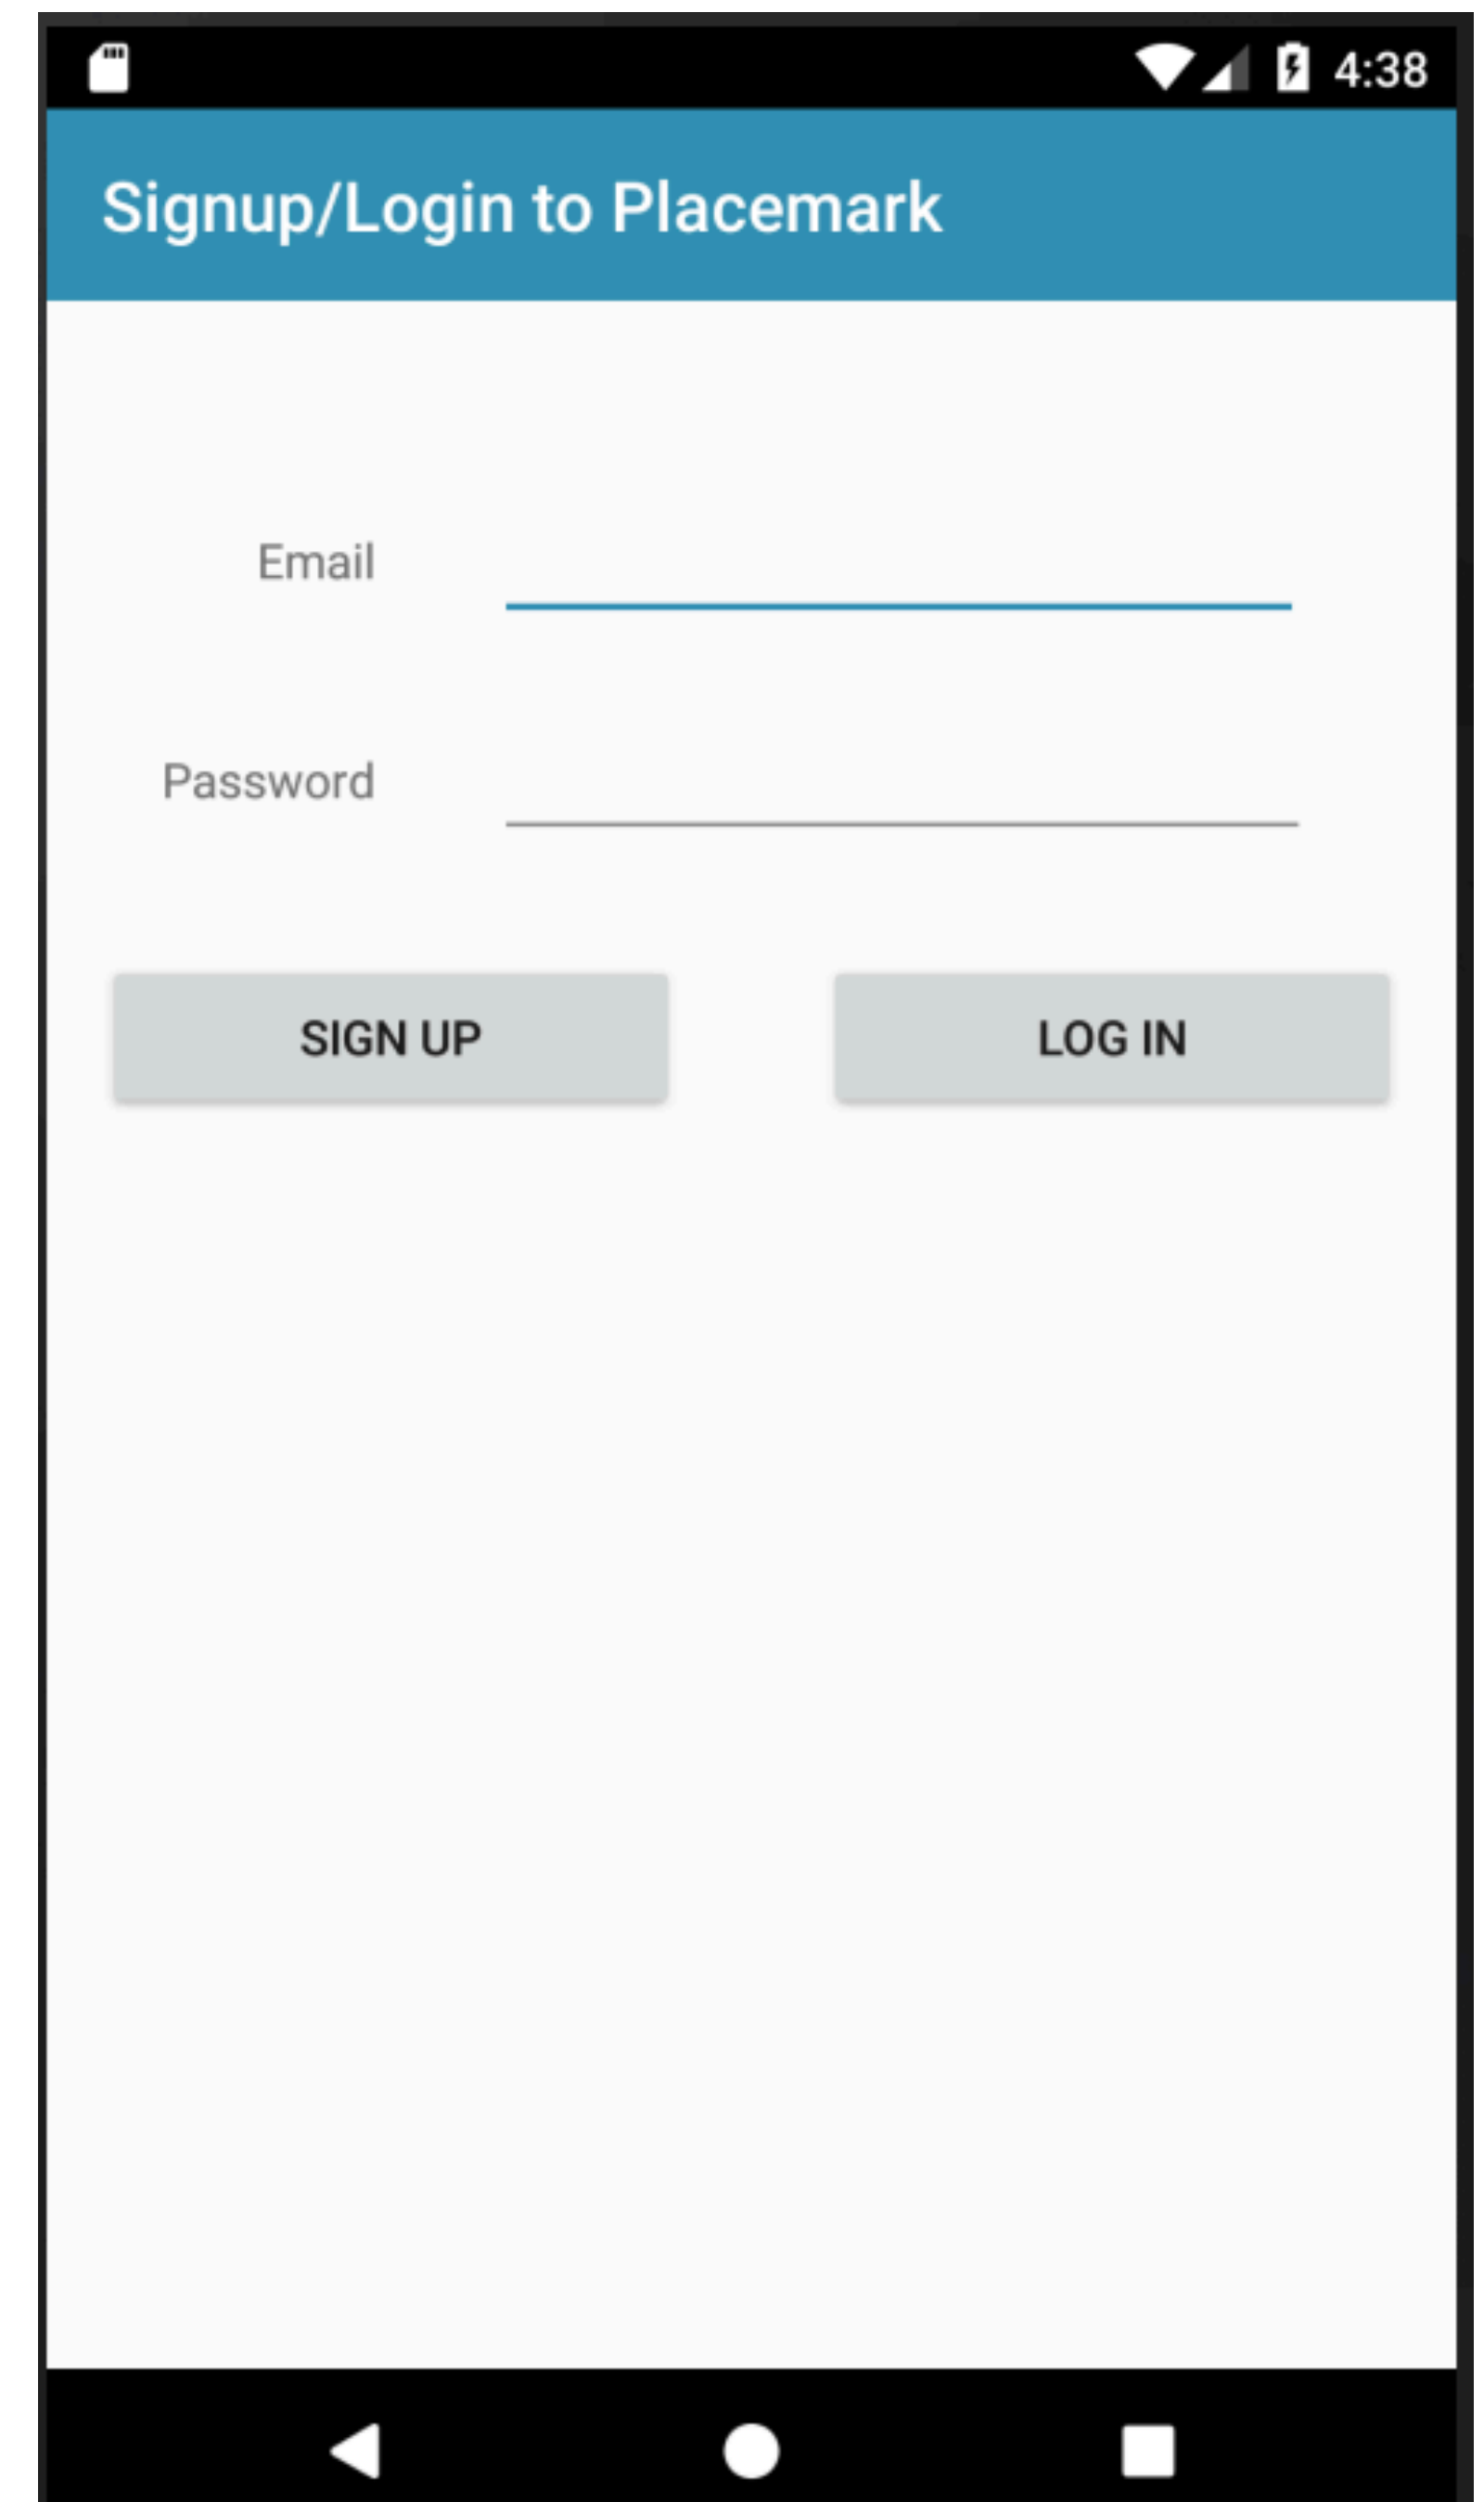 4:38
Signup/Login to Placemark
Email
Password
SIGN UP
LOG IN